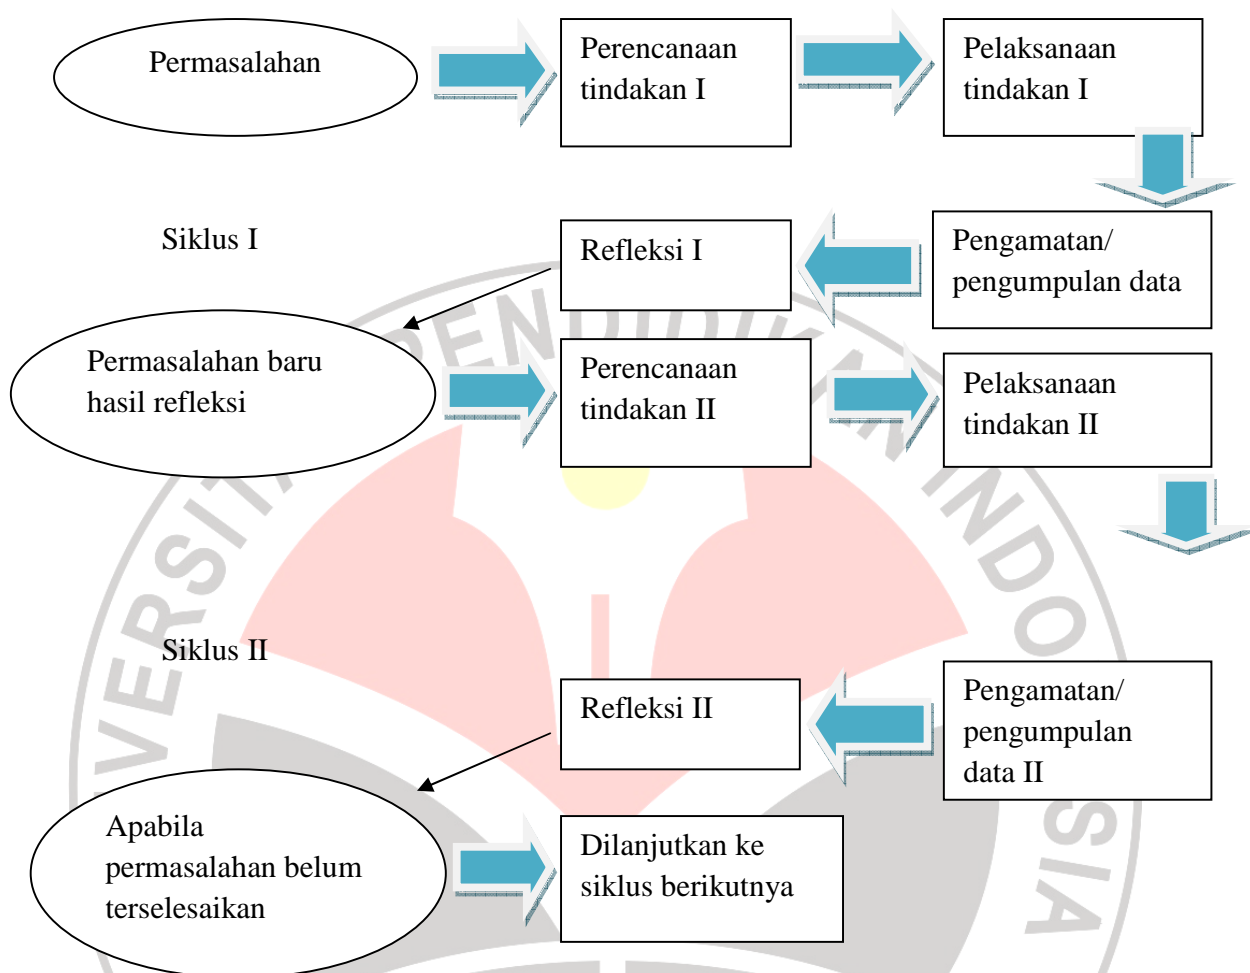 Permasalahan
Perencanaan
tindakan I
Pelaksanaan
tindakan I
Siklus I
Refleksi I
Pengamatan/
pengumpulan data
Permasalahan baru
hasil refleksi
Perencanaan
tindakan II
Pelaksanaan
tindakan II
Siklus II
Refleksi II
Pengamatan/
pengumpulan
data II
Apabila
permasalahan belum
terselesaikan
Dilanjutkan ke
siklus berikutnya